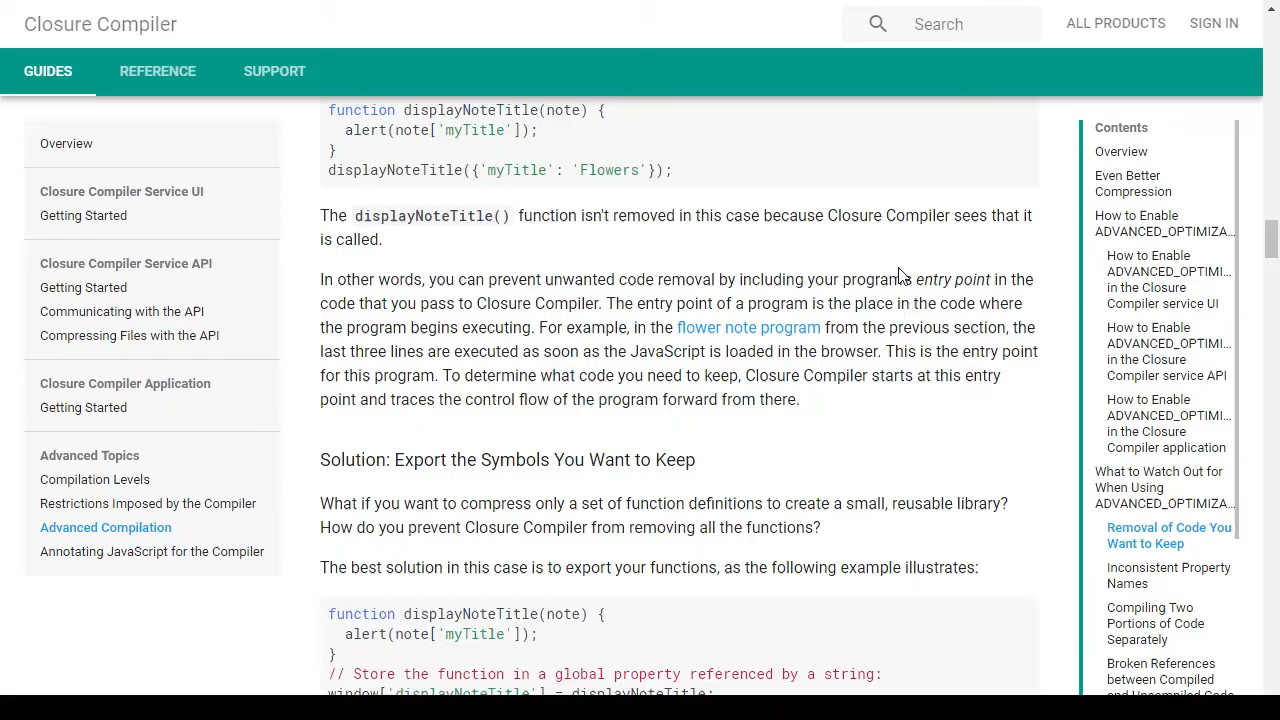 Closure Compiler
Search
ALL PRODUCTS
SIGN IN
GUIDES
REFERENCE
SUPPORT
Overview
Closure Compiler Service UI
Getting Started
Closure Compiler Service API
Getting Started
Communicating with the API
Compressing Files with the API
Closure Compiler Application
Getting Started
Advanced Topics
Compilation Levels
Restrictions Imposed by the Compiler
Advanced Compilation
Annotating JavaScript for the Compiler
function displayNoteTitle(note) {
  alert(note['myTitle']);
}
displayNoteTitle({'myTitle': 'Flowers'});
The displayNoteTitle() function isn't removed in this case because Closure Compiler sees that it
is called.
In other words, you can prevent unwanted code removal by including your program's entry point in the
code that you pass to Closure Compiler. The entry point of a program is the place in the code where
the program begins executing. For example, in the flower note program from the previous section, the
last three lines are executed as soon as the JavaScript is loaded in the browser. This is the entry point
for this program. To determine what code you need to keep, Closure Compiler starts at this entry
point and traces the control flow of the program forward from there.
Solution: Export the Symbols You Want to Keep
What if you want to compress only a set of function definitions to create a small, reusable library?
How do you prevent Closure Compiler from removing all the functions?
The best solution in this case is to export your functions, as the following example illustrates:
function displayNoteTitle(note) {
  alert(note['myTitle']);
}
// Store the function in a global property referenced by a string:
window['displayNoteTitle'] = displayNoteTitle;
Contents
Overview
Even Better
Compression
How to Enable
ADVANCED_OPTIMIZA...
How to Enable
ADVANCED_OPTIMI...
in the Closure
Compiler service UI
How to Enable
ADVANCED_OPTIMI...
in the Closure
Compiler service API
How to Enable
ADVANCED_OPTIMI...
in the Closure
Compiler application
What to Watch Out for
When Using
ADVANCED_OPTIMIZA...
Removal of Code You
Want to Keep
Inconsistent Property
Names
Compiling Two
Portions of Code
Separately
Broken References
between Compiled
and Uncompiled Code